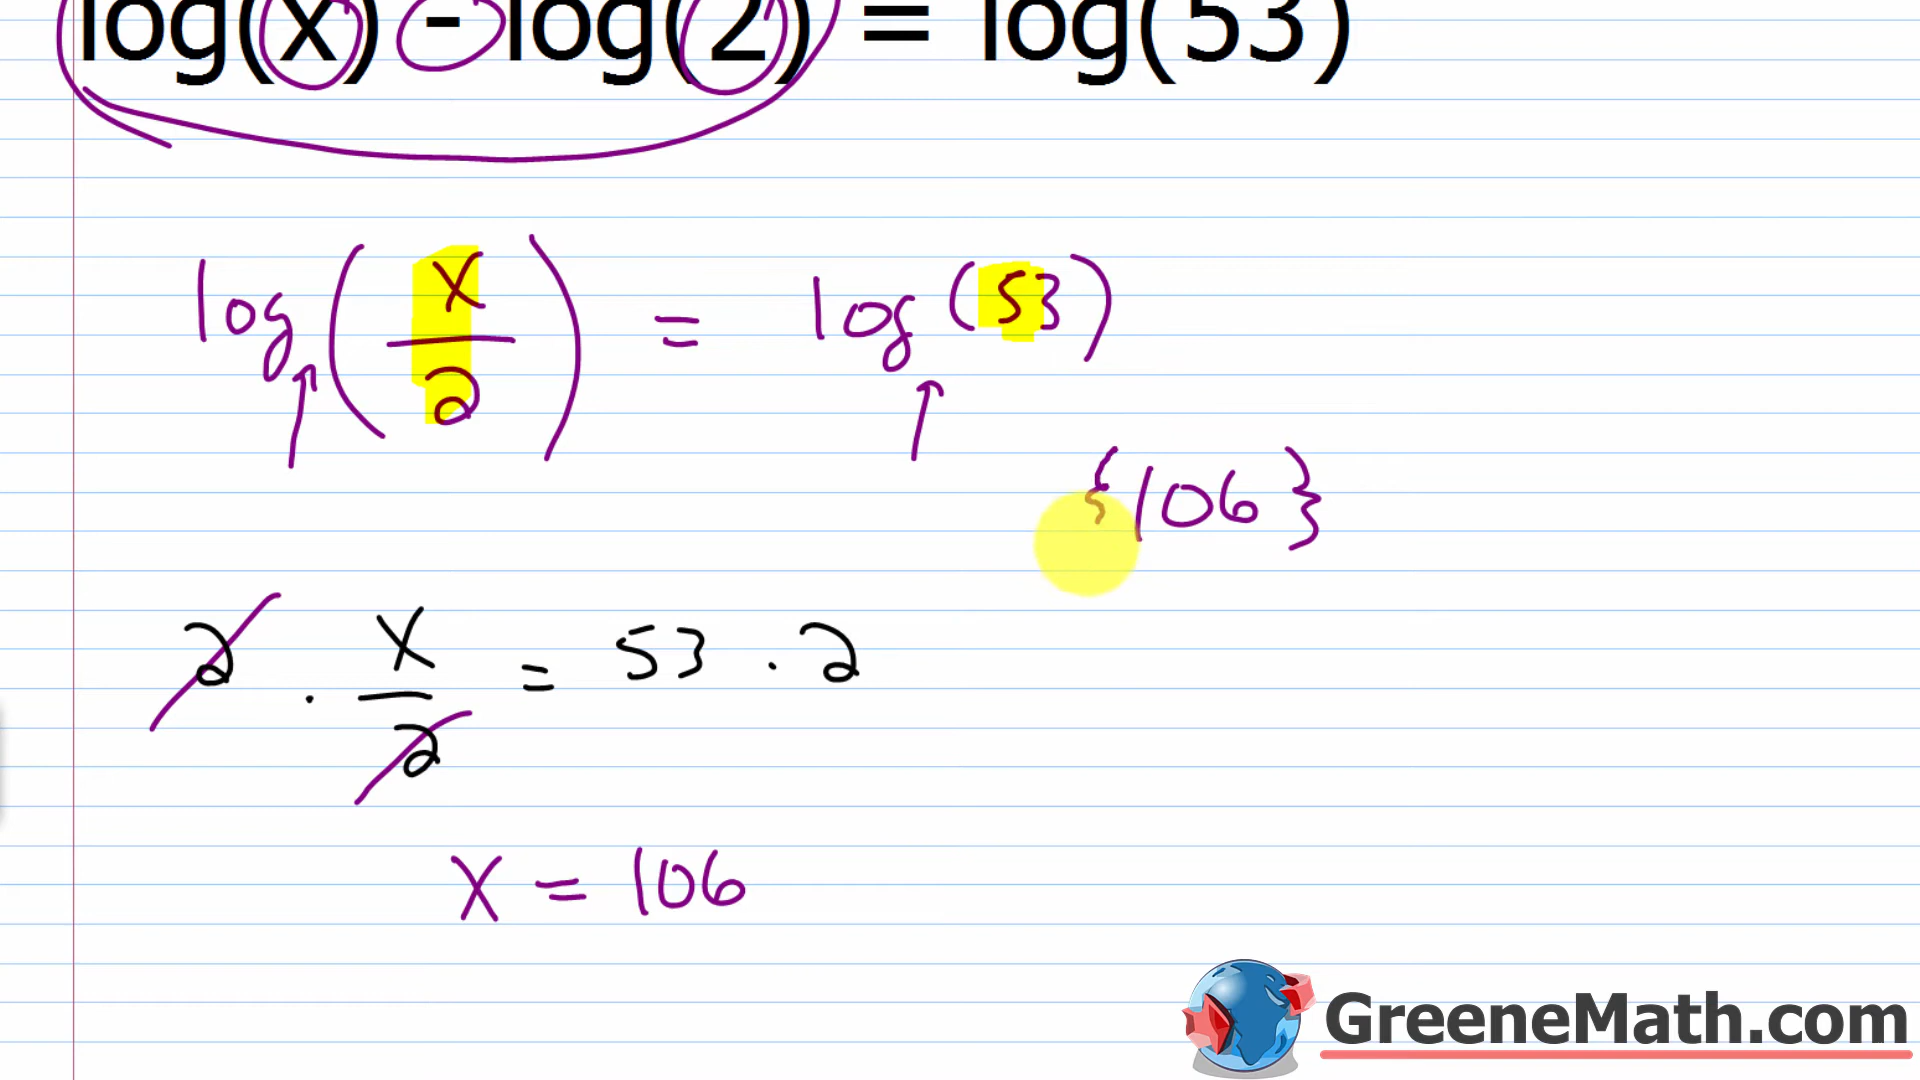 log(x) - log(2) = log(53)
log(x/2) = log(53)
{106}
2 · x/2 = 53 · 2
x = 106
GreeneMath.com